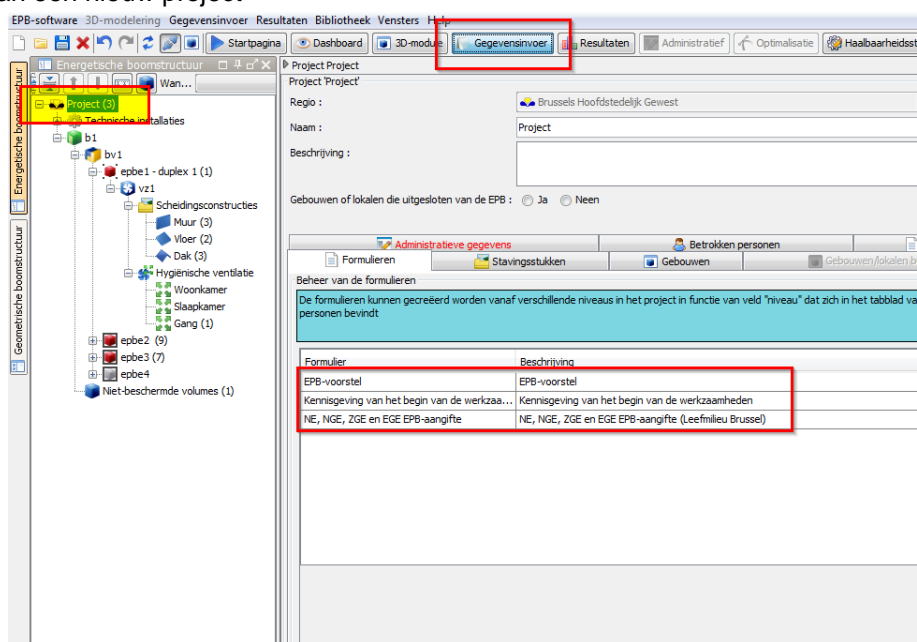 van een nieuw project
EPB-software 3D-modelering Gegevensinvoer Resultaten Bibliotheek Vensters Help
Startpagina Dashboard 3D-module Gegevensinvoer Resultaten Administratief Optimalisatie Haalbaarheidsst
Energetische boomstructuur
Project Project
Wan...
Project 'Project'
Project (3)
Regio : Brussels Hoofdstedelijk Gewest
Technische installaties
Naam : Project
b1
bv1
Beschrijving :
epbe1 - duplex 1 (1)
vz1
Gebouwen of lokalen die uitgesloten van de EPB : Ja Neen
Scheidingsconstructies
Muur (3)
Vloer (2)
Dak (3)
Hygiënische ventilatie
Woonkamer
Slaapkamer
Gang (1)
epbe2 (9)
epbe3 (7)
epbe4
Niet-beschermde volumes (1)
Energetische boomstructuur
Geometrische boomstructuur
Administratieve gegevens Betrokken personen
Formulieren Stavingsstukken Gebouwen Gebouwen/lokalen b
Beheer van de formulieren
De formulieren kunnen gecreëerd worden vanaf verschillende niveaus in het project in functie van veld "niveau" dat zich in het tabblad va
personen bevindt
Formulier Beschrijving
EPB-voorstel EPB-voorstel
Kennisgeving van het begin van de werkzaa... Kennisgeving van het begin van de werkzaamheden
NE, NGE, ZGE en EGE EPB-aangifte NE, NGE, ZGE en EGE EPB-aangifte (Leefmilieu Brussel)